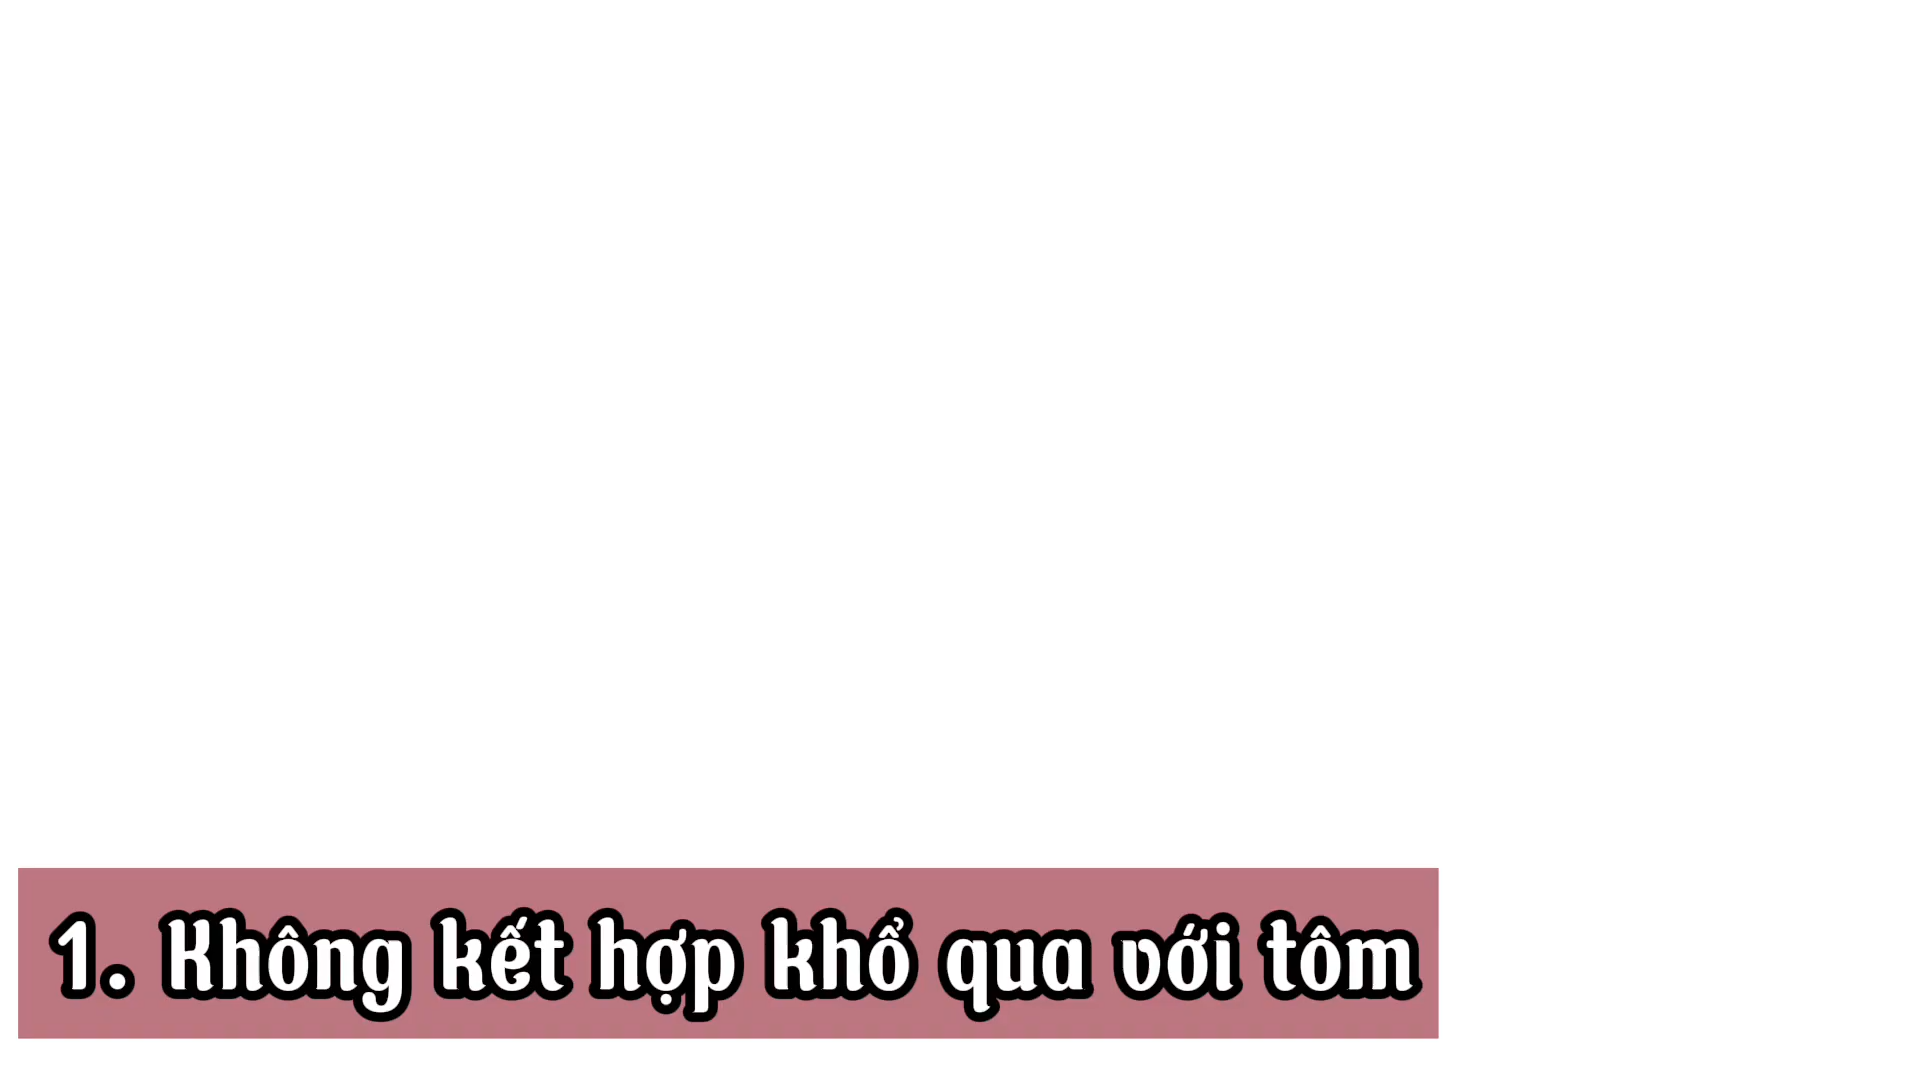 1. Không kết hợp khổ qua với tôm